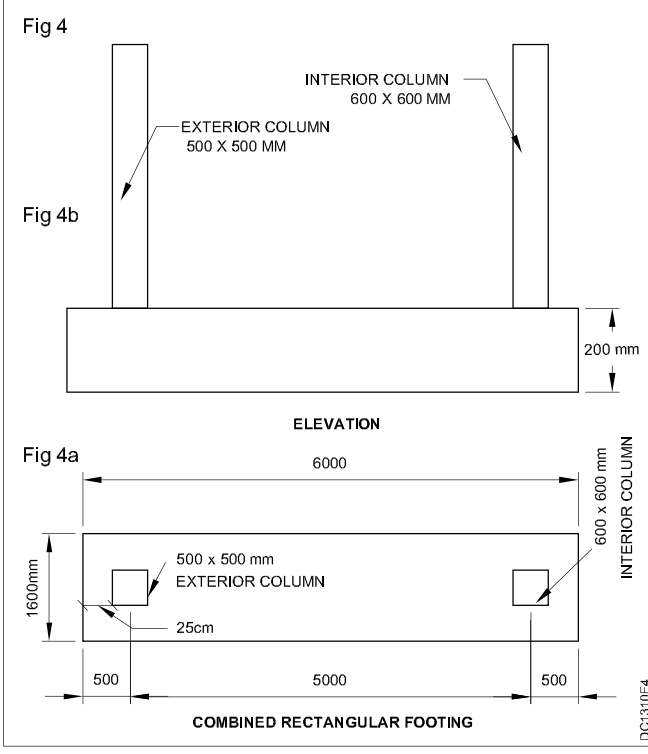 Fig 4
INTERIOR COLUMN
600 X 600 MM
EXTERIOR COLUMN
500 X 500 MM
Fig 4b
200 mm
ELEVATION
Fig 4a
6000
600 x 600 mm
INTERIOR COLUMN
500 x 500 mm
EXTERIOR COLUMN
1600mm
25cm
500
5000
500
COMBINED RECTANGULAR FOOTING
DC1310F4